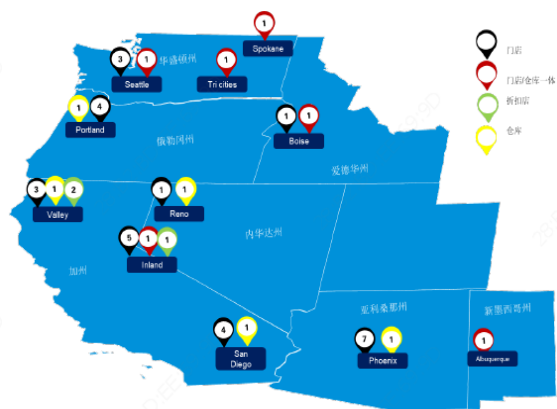 1
Spokane
门店
3
1
华盛顿州
1
门店/仓库一体
Seattle
Tri cities
折扣店
1
4
Portland
1
1
仓库
俄勒冈州
Boise
爱德华州
3
1
2
1
1
Valley
Reno
内华达州
5
1
1
加州
Inland
亚利桑那州
新墨西哥州
4
1
7
1
1
San
Diego
Phoenix
Albuquerque